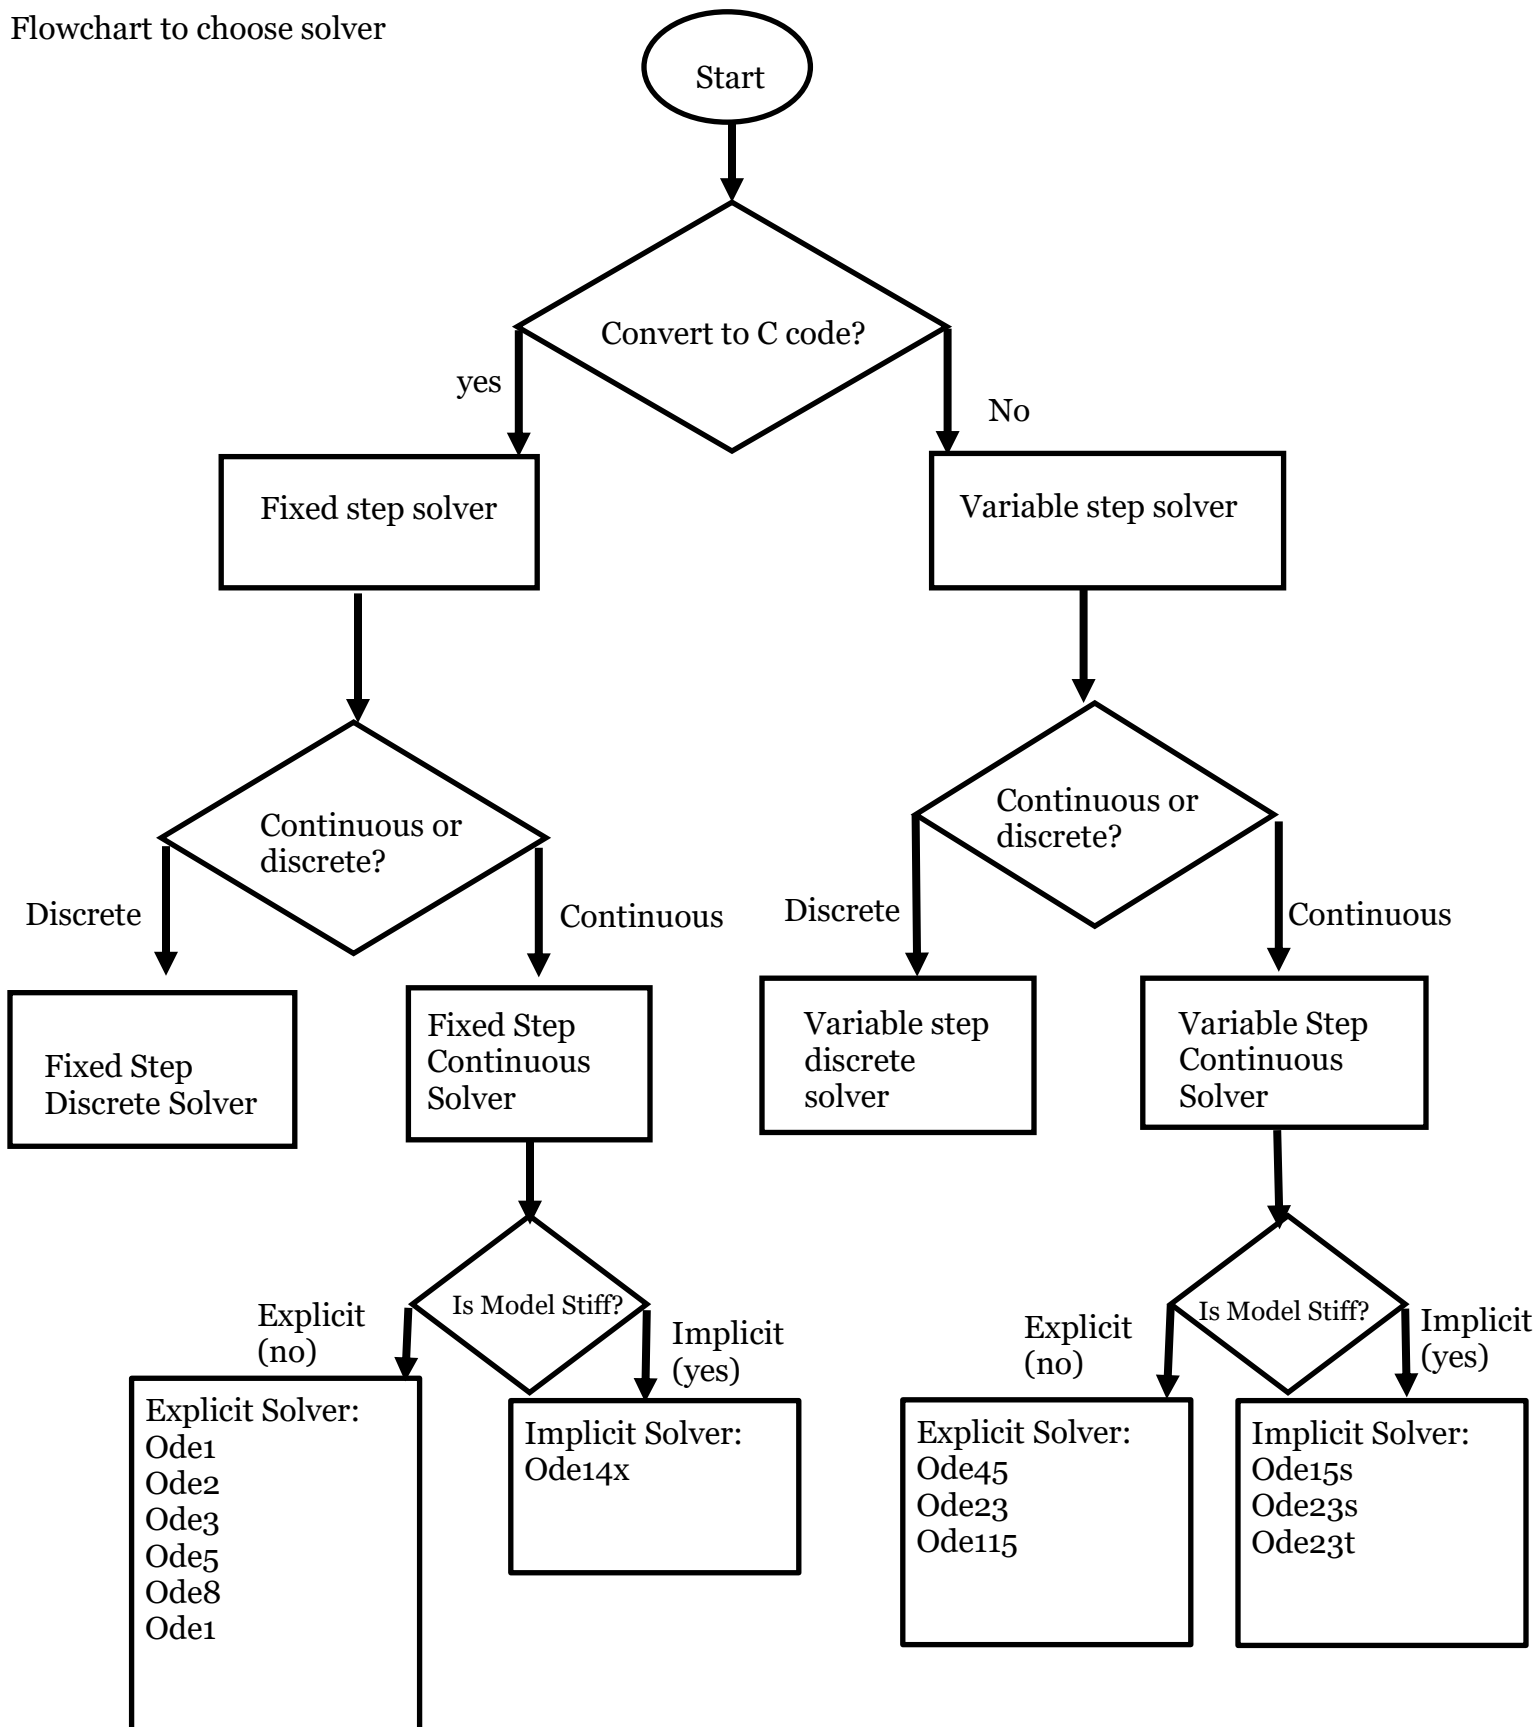 Flowchart to choose solver
Start
Convert to C code?
yes
No
Fixed step solver
Variable step solver
Continuous or
discrete?
Continuous or
discrete?
Discrete
Continuous
Discrete
Continuous
Fixed Step
Discrete Solver
Fixed Step
Continuous
Solver
Variable step
discrete
solver
Variable Step
Continuous
Solver
Is Model Stiff?
Explicit
(no)
Implicit
(yes)
Is Model Stiff?
Explicit
(no)
Implicit
(yes)
Explicit Solver:
Ode1
Ode2
Ode3
Ode5
Ode8
Ode1
Implicit Solver:
Ode14x
Explicit Solver:
Ode45
Ode23
Ode115
Implicit Solver:
Ode15s
Ode23s
Ode23t